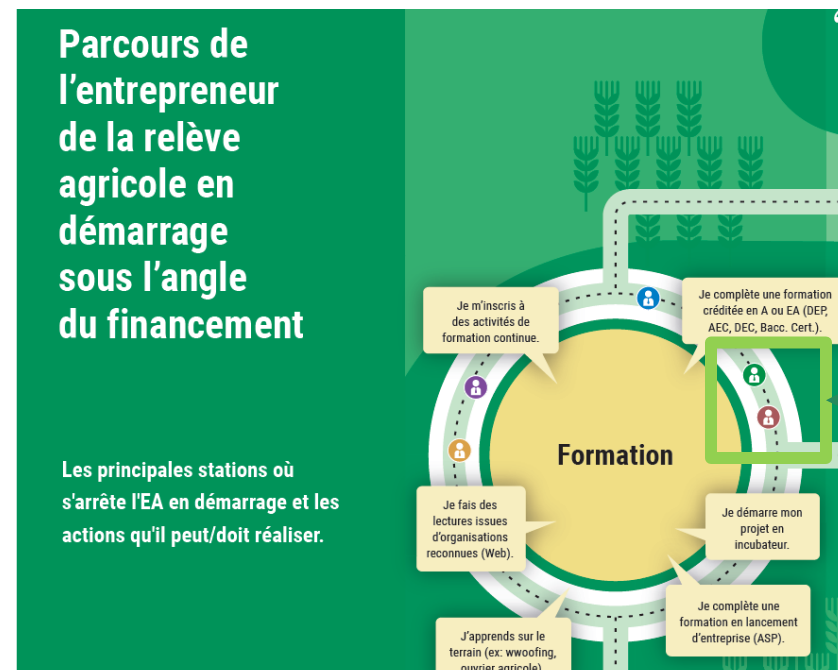 Parcours de
l'entrepreneur
de la relève
agricole en
démarrage
sous l'angle
du financement
Les principales stations où
s'arrête l'EA en démarrage et les
actions qu'il peut/doit réaliser.
Je m'inscris à
des activités de
formation continue.
Je complète une formation
créditée en A ou EA (DEP,
AEC, DEC, Bacc. Cert.).
Formation
Je fais des
lectures issues
d'organisations
reconnues (Web).
Je démarre mon
projet en
incubateur.
Je complète une
formation en lancement
d'entreprise (ASP).
J'apprends sur le
terrain (ex: wwoofing,
ouvrier agricole)